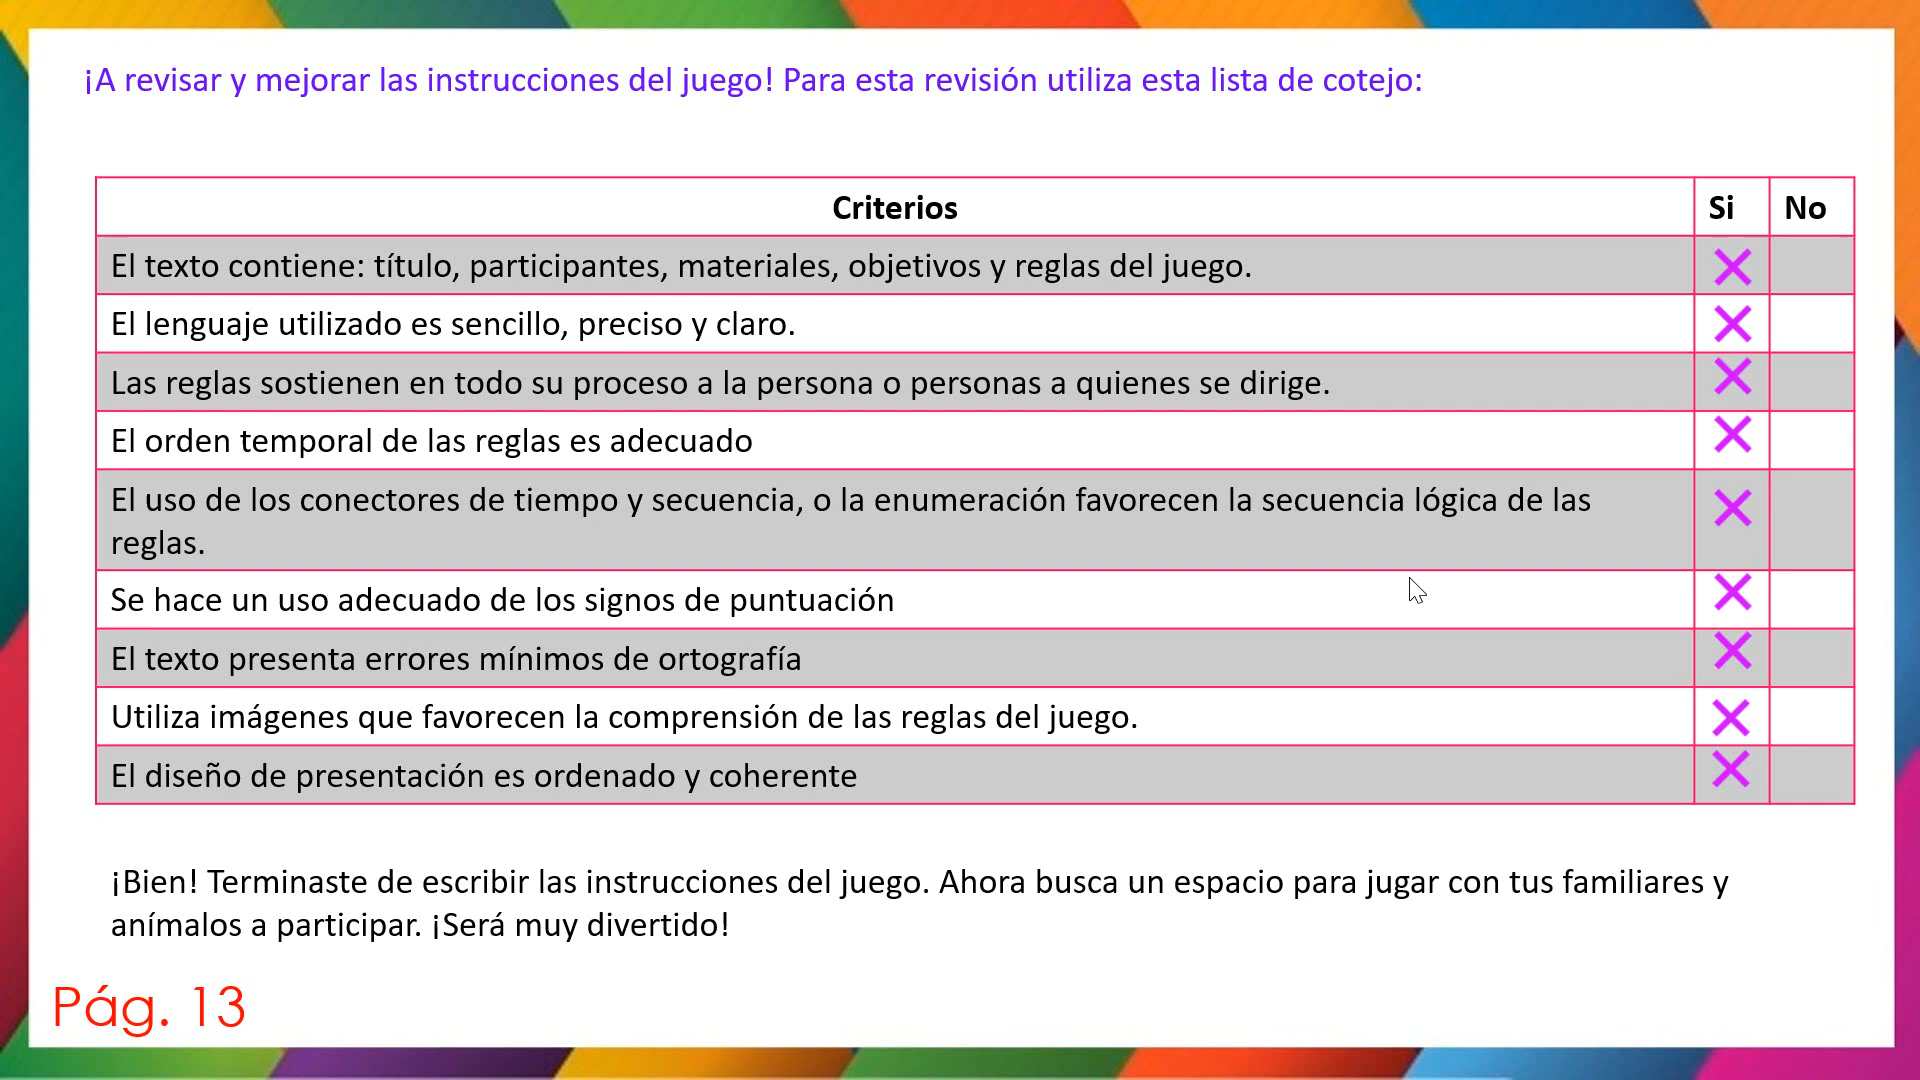 ¡A revisar y mejorar las instrucciones del juego! Para esta revisión utiliza esta lista de cotejo:
Criterios Si No
El texto contiene: título, participantes, materiales, objetivos y reglas del juego.
El lenguaje utilizado es sencillo, preciso y claro.
Las reglas sostienen en todo su proceso a la persona o personas a quienes se dirige.
El orden temporal de las reglas es adecuado
El uso de los conectores de tiempo y secuencia, o la enumeración favorecen la secuencia lógica de las
reglas.
Se hace un uso adecuado de los signos de puntuación
El texto presenta errores mínimos de ortografía
Utiliza imágenes que favorecen la comprensión de las reglas del juego.
El diseño de presentación es ordenado y coherente
¡Bien! Terminaste de escribir las instrucciones del juego. Ahora busca un espacio para jugar con tus familiares y
anímalos a participar. ¡Será muy divertido!
Pág. 13